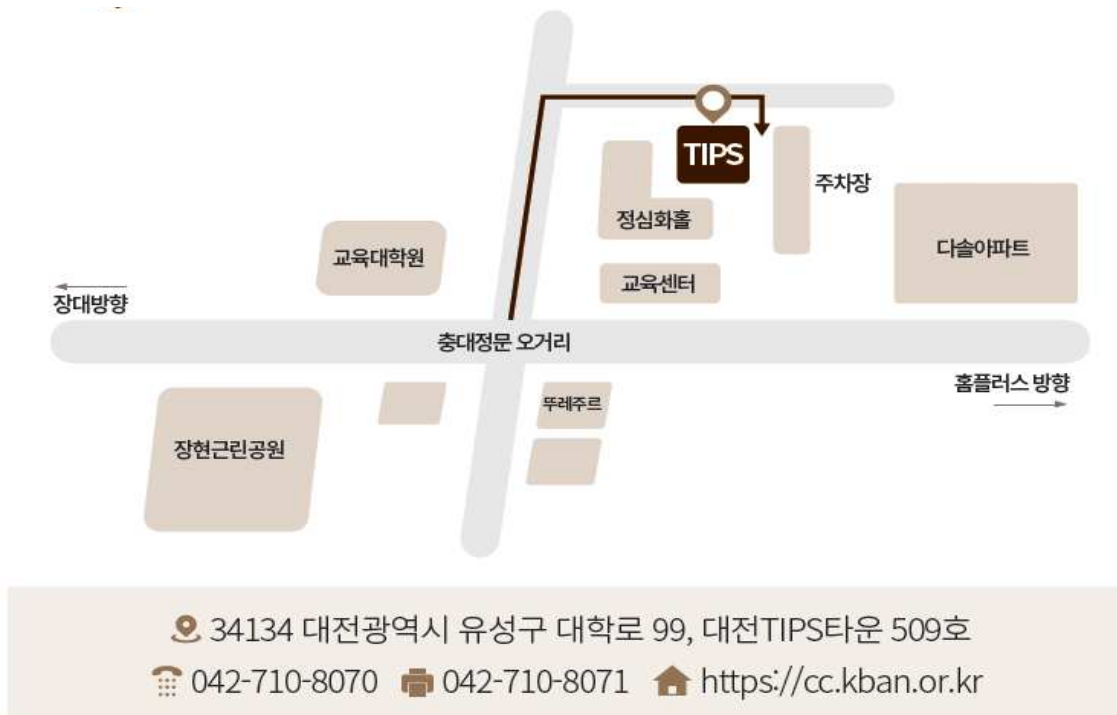 TIPS
주차장
정심화홀
다솔아파트
교육대학원
교육센터
장대방향
충대정문 오거리
홈플러스 방향
뚜레주르
장현근린공원
34134 대전광역시 유성구 대학로 99, 대전TIPS타운 509호
042-710-8070 042-710-8071 https://cc.kban.or.kr